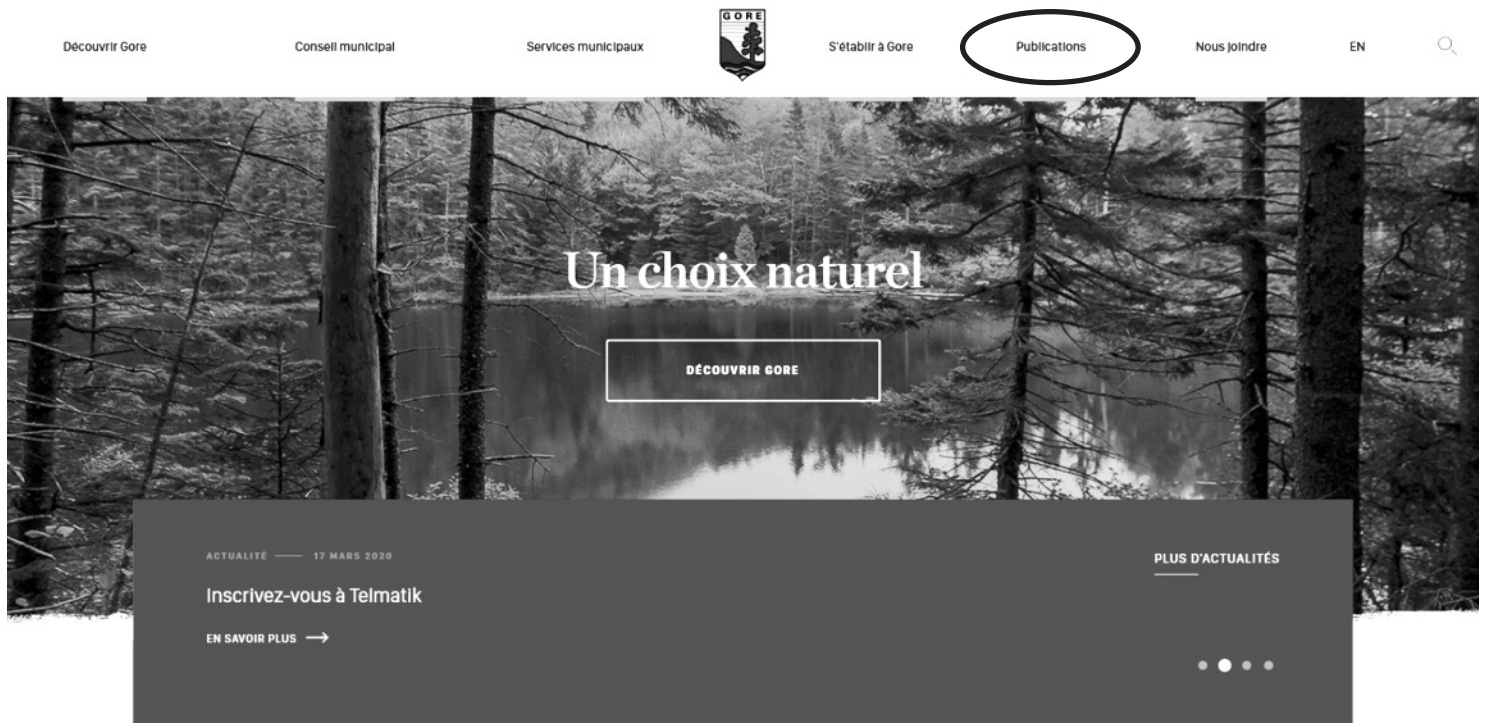 Découvrir Gore
Conseil municipal
Services municipaux
GORE
S'établir à Gore
Publications
Nous joindre
EN
Un choix naturel
DÉCOUVRIR GORE
ACTUALITÉ — 17 MARS 2020
PLUS D'ACTUALITÉS
Inscrivez-vous à Telmatik
EN SAVOIR PLUS →